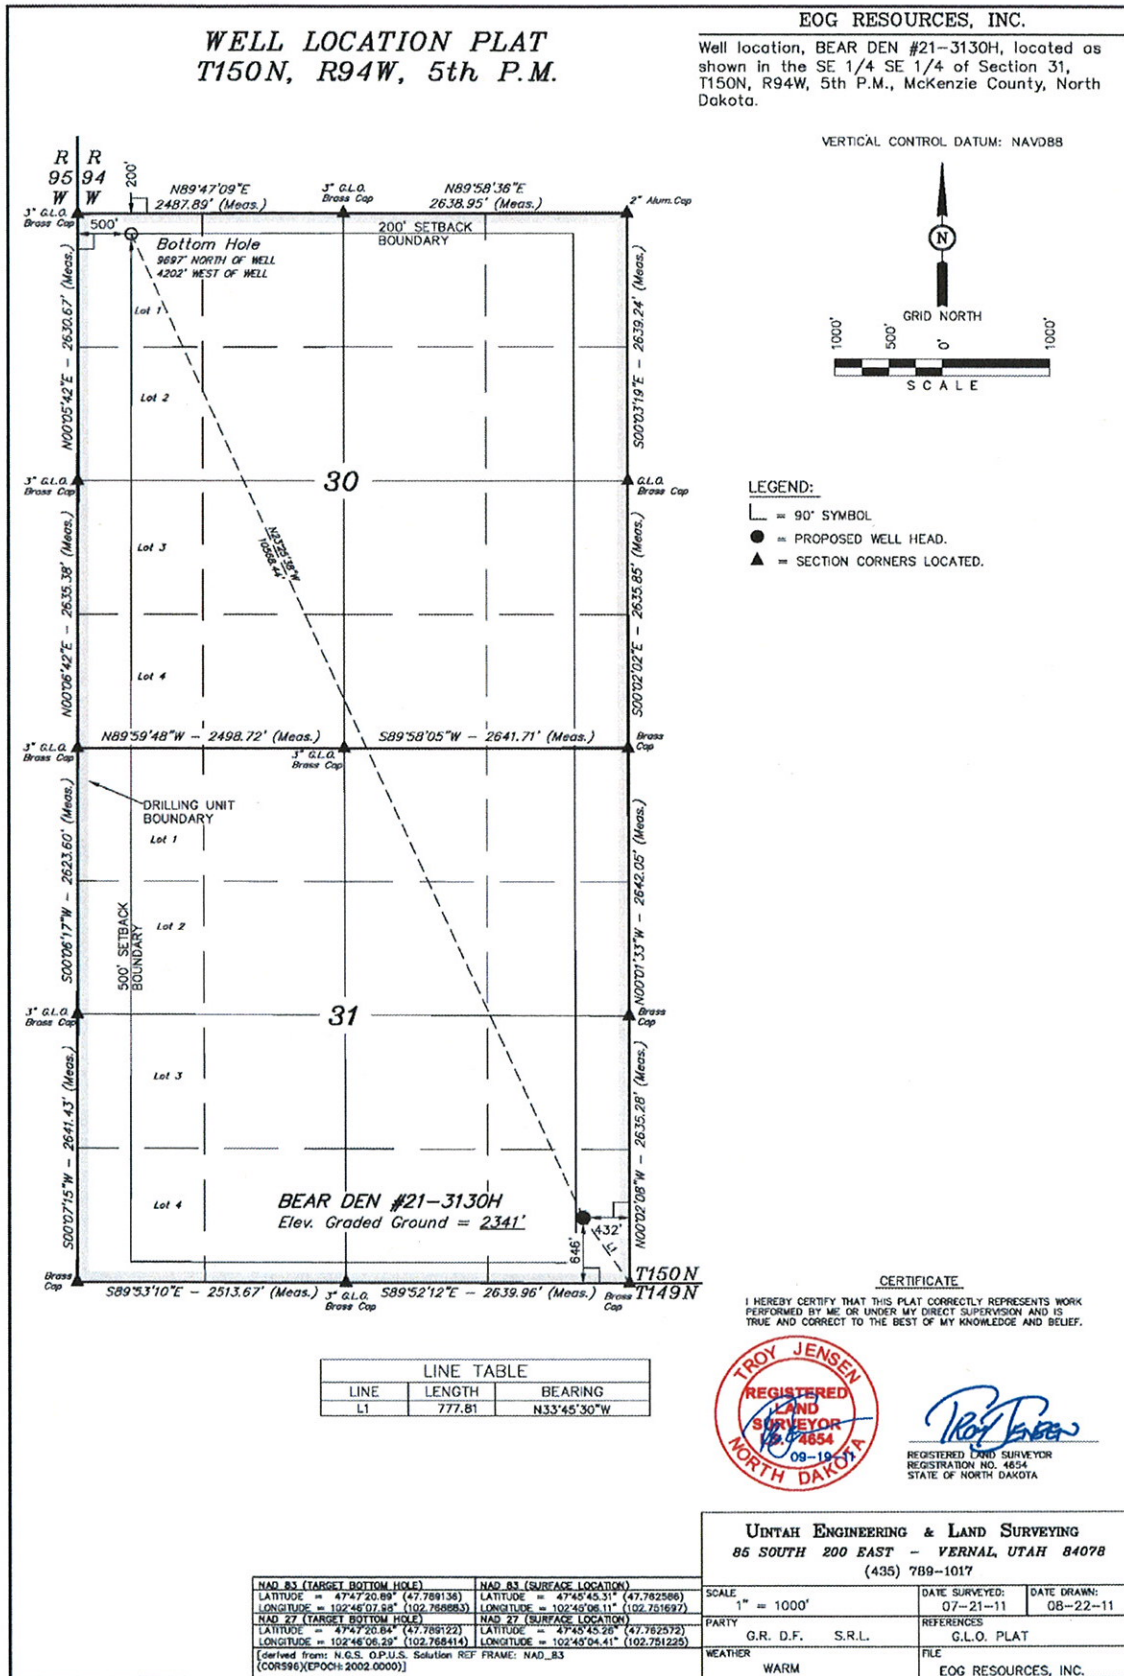 WELL LOCATION PLAT
T150N, R94W, 5th P.M.
EOG RESOURCES, INC.
Well location, BEAR DEN #21-3130H, located as
shown in the SE 1/4 SE 1/4 of Section 31,
T150N, R94W, 5th P.M., McKenzie County, North
Dakota.
VERTICAL CONTROL DATUM: NAVD88
N
GRID NORTH
1000'
500'
0'
1000'
SCALE
LEGEND:
= 90° SYMBOL
= PROPOSED WELL HEAD.
= SECTION CORNERS LOCATED.
R R
95 94
W W
200'
N89°47'09"E
2487.89' (Meas.)
3" G.L.O.
Brass Cap
N89°58'36"E
2638.95' (Meas.)
2" Alum. Cap
3" G.L.O.
Brass Cap
500'
200' SETBACK
BOUNDARY
Bottom Hole
9697' NORTH OF WELL
4202' WEST OF WELL
N00°05'42"E - 2630.67' (Meas.)
S00°03'19"E - 2639.24' (Meas.)
Lot 1
Lot 2
3" G.L.O.
Brass Cap
30
G.L.O.
Brass Cap
N23°25'38"W
10568.44'
N00°06'42"E - 2635.38' (Meas.)
S00°02'02"E - 2635.85' (Meas.)
Lot 3
Lot 4
N89°59'48"W - 2498.72' (Meas.)
S89°58'05"W - 2641.71' (Meas.)
3" G.L.O.
Brass Cap
3" G.L.O.
Brass Cap
Brass
Cap
DRILLING UNIT
BOUNDARY
S00°06'17"W - 2623.60' (Meas.)
N00°01'33"W - 2642.05' (Meas.)
Lot 1
Lot 2
500' SETBACK
BOUNDARY
3" G.L.O.
Brass Cap
31
Brass
Cap
S00°07'15"W - 2641.43' (Meas.)
N00°02'08"W - 2635.28' (Meas.)
Lot 3
Lot 4
BEAR DEN #21-3130H
Elev. Graded Ground = 2341'
432'
646'
L1
T150N
T149N
Brass
Cap
S89°53'10"E - 2513.67' (Meas.)
3" G.L.O.
Brass Cap
S89°52'12"E - 2639.96' (Meas.)
Brass
Cap
LINE TABLE
LINE LENGTH BEARING
L1 777.81 N33°45'30"W
CERTIFICATE
I HEREBY CERTIFY THAT THIS PLAT CORRECTLY REPRESENTS WORK
PERFORMED BY ME OR UNDER MY DIRECT SUPERVISION AND IS
TRUE AND CORRECT TO THE BEST OF MY KNOWLEDGE AND BELIEF.
TROY JENSEN
REGISTERED
LAND
SURVEYOR
4654
09-19-11
NORTH DAKOTA
Troy Jensen
REGISTERED LAND SURVEYOR
REGISTRATION NO. 4654
STATE OF NORTH DAKOTA
UINTAH ENGINEERING & LAND SURVEYING
85 SOUTH 200 EAST - VERNAL, UTAH 84078
(435) 789-1017
SCALE
1" = 1000'
DATE SURVEYED:
07-21-11
DATE DRAWN:
08-22-11
PARTY
G.R. D.F. S.R.L.
REFERENCES
G.L.O. PLAT
WEATHER
WARM
FILE
EOG RESOURCES, INC.
NAD 83 (TARGET BOTTOM HOLE)
LATITUDE = 47°47'20.89" (47.789136)
LONGITUDE = 102°46'07.98" (102.768883)
NAD 27 (TARGET BOTTOM HOLE)
LATITUDE = 47°47'20.84" (47.789122)
LONGITUDE = 102°46'06.29" (102.768414)
NAD 83 (SURFACE LOCATION)
LATITUDE = 47°45'45.31" (47.762586)
LONGITUDE = 102°45'06.11" (102.751697)
NAD 27 (SURFACE LOCATION)
LATITUDE = 47°45'45.26" (47.762572)
LONGITUDE = 102°45'04.41" (102.751225)
[derived from: N.G.S. O.P.U.S. Solution REF FRAME: NAD_83
(CORS96)(EPOCH: 2002.0000)]